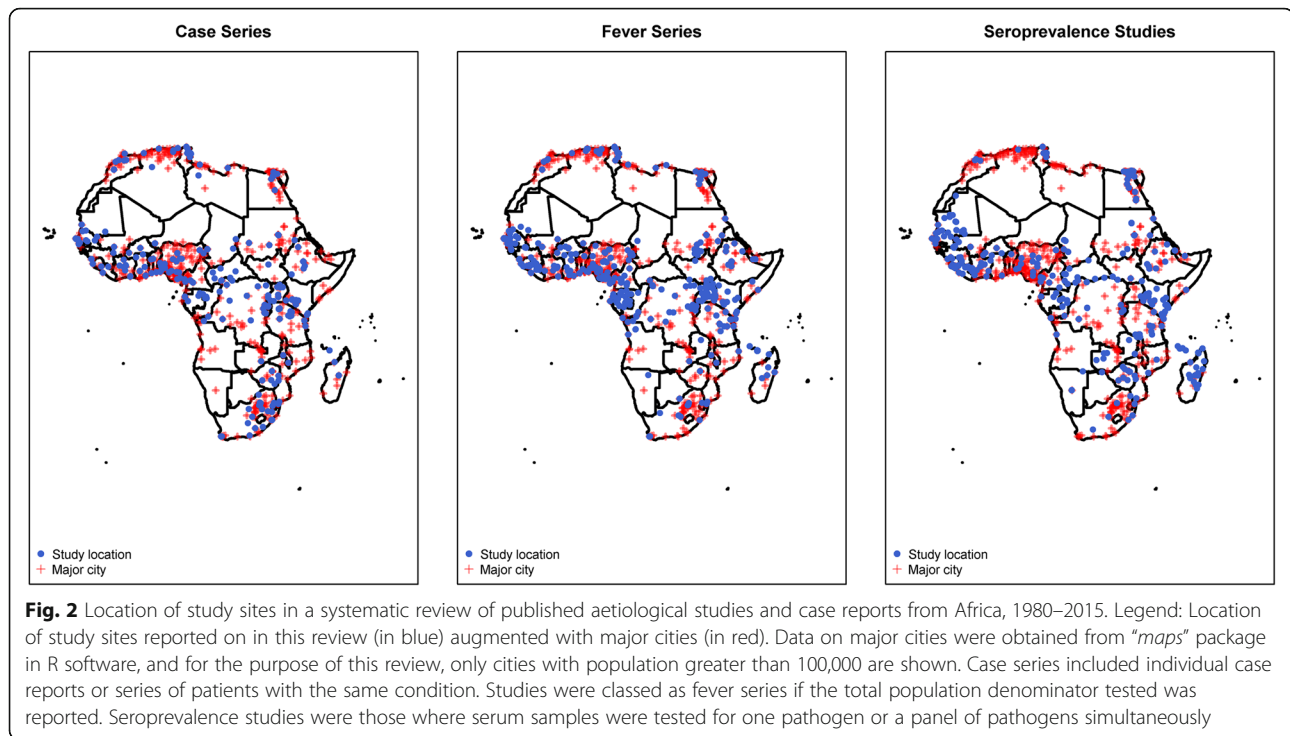 Case Series
Fever Series
Seroprevalence Studies
Study location
Major city
Study location
Major city
Study location
Major city
Fig. 2 Location of study sites in a systematic review of published aetiological studies and case reports from Africa, 1980–2015. Legend: Location
of study sites reported on in this review (in blue) augmented with major cities (in red). Data on major cities were obtained from “maps” package
in R software, and for the purpose of this review, only cities with population greater than 100,000 are shown. Case series included individual case
reports or series of patients with the same condition. Studies were classed as fever series if the total population denominator tested was
reported. Seroprevalence studies were those where serum samples were tested for one pathogen or a panel of pathogens simultaneously